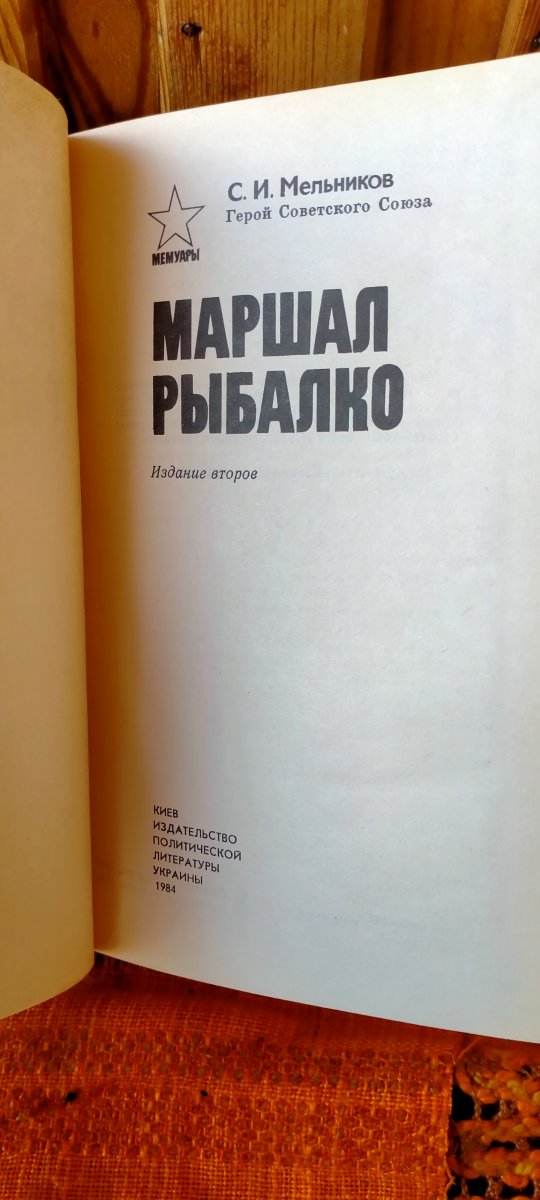 С. И. Мельников
Герой Советского Союза
МЕМУАРЫ
МАРШАЛ
РЫБАЛКО
Издание второе
КИЕВ
ИЗДАТЕЛЬСТВО
ПОЛИТИЧЕСКОЙ
ЛИТЕРАТУРЫ
УКРАИНЫ
1984